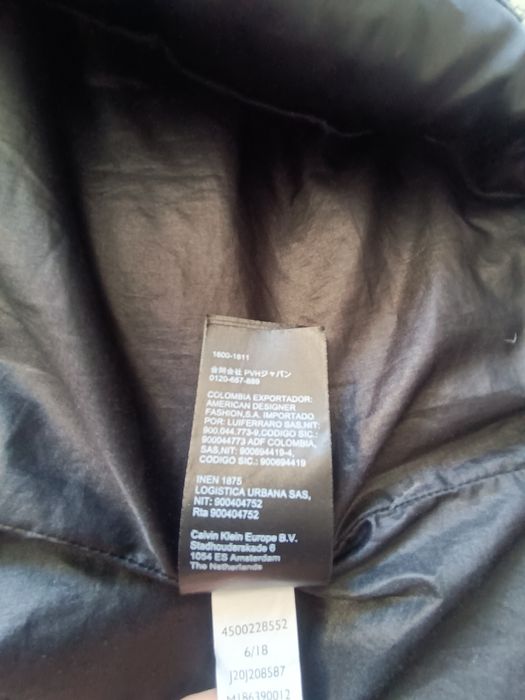 1800-1811
合同会社 PVHジャパン
0120-657-889
COLOMBIA EXPORTADOR:
AMERICAN DESIGNER
FASHION,S.A. IMPORTADO
POR: LUIFERRARO SAS,NIT:
900.044.773-9,CODIGO SIC.:
900044773 ADF COLOMBIA,
SAS,NIT: 900694419-4,
CODIGO SIC.: 900694419
INEN 1875
LOGISTICA URBANA SAS,
NIT: 900404752
Rta 900404752
Calvin Klein Europe B.V.
Stadhouderskade 6
1054 ES Amsterdam
The Netherlands
4500228552
6/18
J20J208587
M186390012